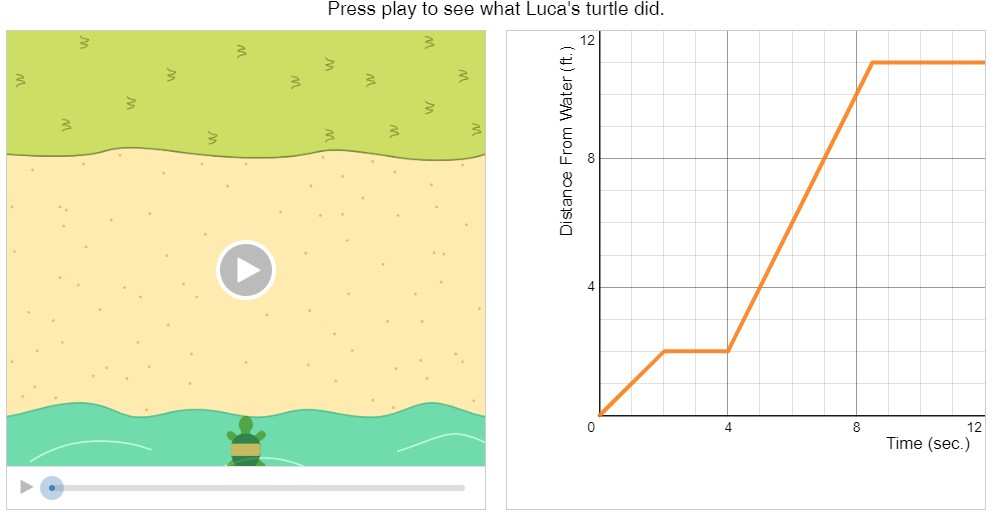 Press play to see what Luca's turtle did.
Distance From Water (ft.)
12
8
4
0
4
8
12
Time (sec.)